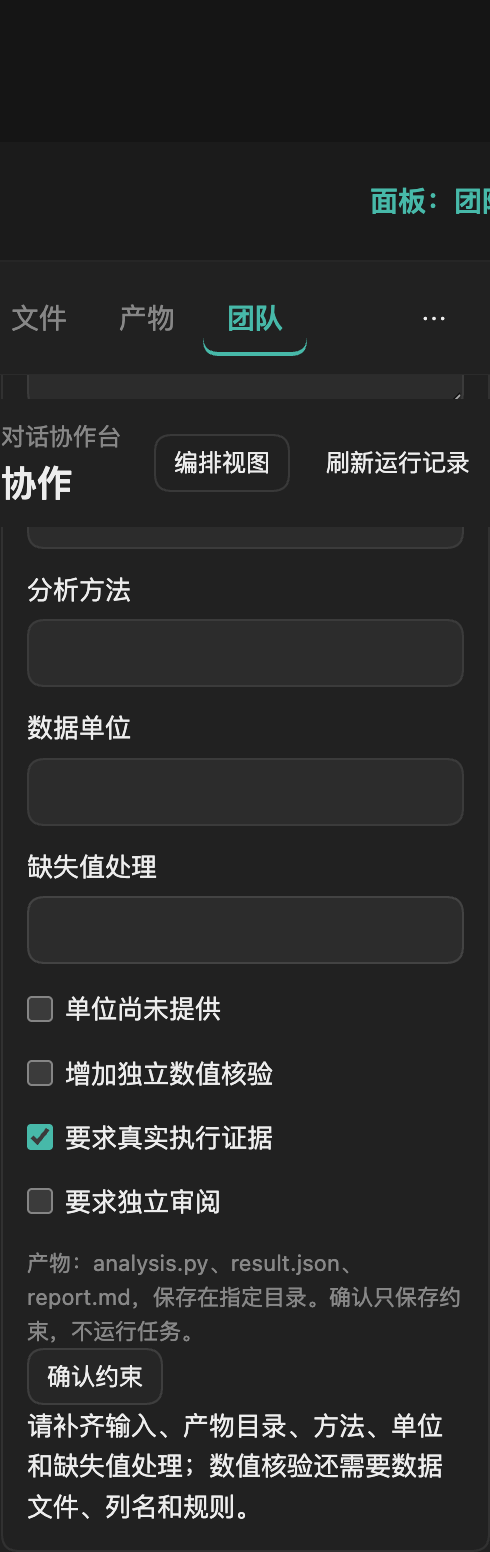 面板：团队
文件 产物 团队 ...
对话协作台
协作 编排视图 刷新运行记录
分析方法
数据单位
缺失值处理
单位尚未提供
增加独立数值核验
要求真实执行证据
要求独立审阅
产物：analysis.py、result.json、
report.md，保存在指定目录。确认只保存约
束，不运行任务。
确认约束
请补齐输入、产物目录、方法、单位
和缺失值处理；数值核验还需要数据
文件、列名和规则。